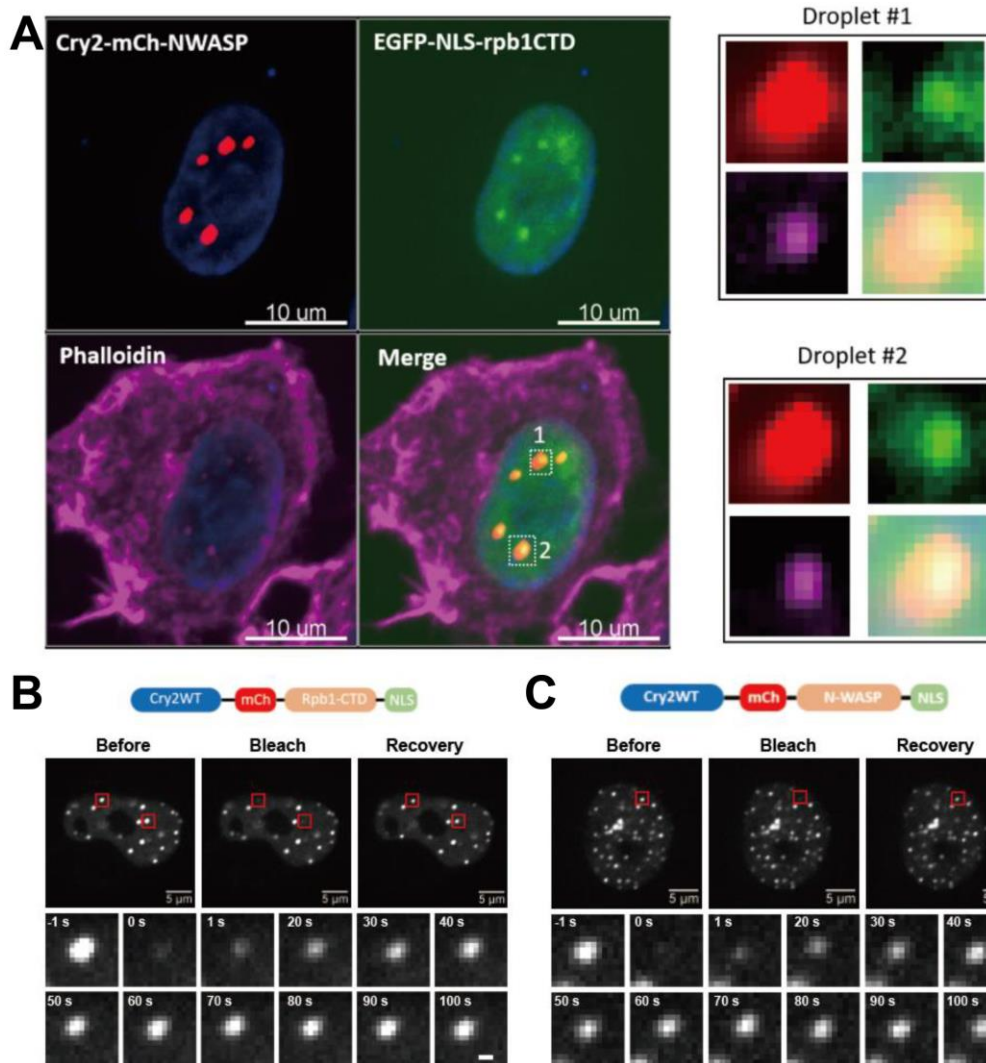 A
Cry2-mCh-NWASP
EGFP-NLS-rpb1CTD
10 um
10 um
Phalloidin
Merge
1
2
10 um
10 um
Droplet #1
Droplet #2
B
Cry2WT
mCh
Rpb1-CTD
NLS
Before
Bleach
Recovery
5 μm
5 μm
5 μm
-1 s
0 s
1 s
20 s
30 s
40 s
50 s
60 s
70 s
80 s
90 s
100 s
C
Cry2WT
mCh
N-WASP
NLS
Before
Bleach
Recovery
5 μm
5 μm
5 μm
-1 s
0 s
1 s
20 s
30 s
40 s
50 s
60 s
70 s
80 s
90 s
100 s